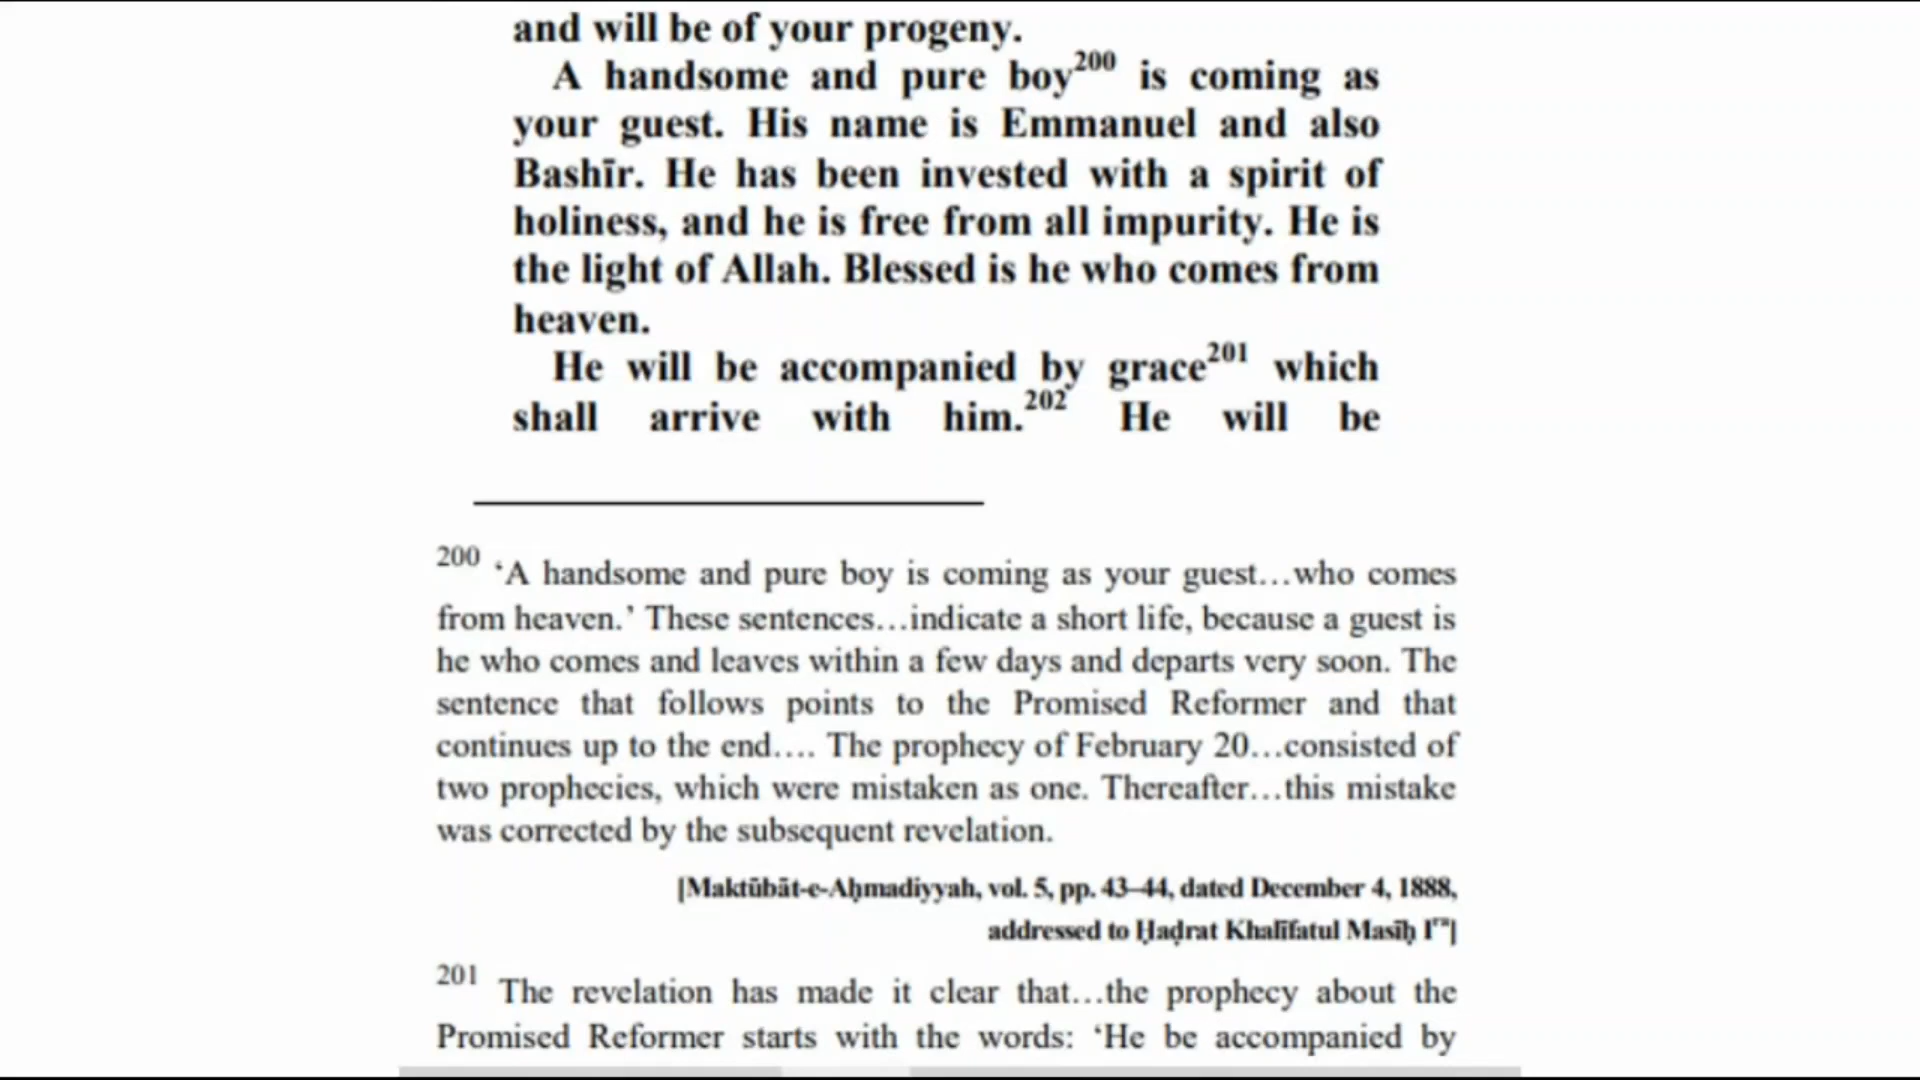 and will be of your progeny.
A handsome and pure boy200 is coming as
your guest. His name is Emmanuel and also
Bashīr. He has been invested with a spirit of
holiness, and he is free from all impurity. He is
the light of Allah. Blessed is he who comes from
heaven.
He will be accompanied by grace201 which
shall arrive with him.202 He will be
200 ‘A handsome and pure boy is coming as your guest…who comes
from heaven.’ These sentences…indicate a short life, because a guest is
he who comes and leaves within a few days and departs very soon. The
sentence that follows points to the Promised Reformer and that
continues up to the end…. The prophecy of February 20…consisted of
two prophecies, which were mistaken as one. Thereafter…this mistake
was corrected by the subsequent revelation.
[Maktūbāt-e-Aḥmadiyyah, vol. 5, pp. 43–44, dated December 4, 1888,
addressed to Ḥaḍrat Khalīfatul Masīḥ Ira]
201 The revelation has made it clear that…the prophecy about the
Promised Reformer starts with the words: ‘He be accompanied by